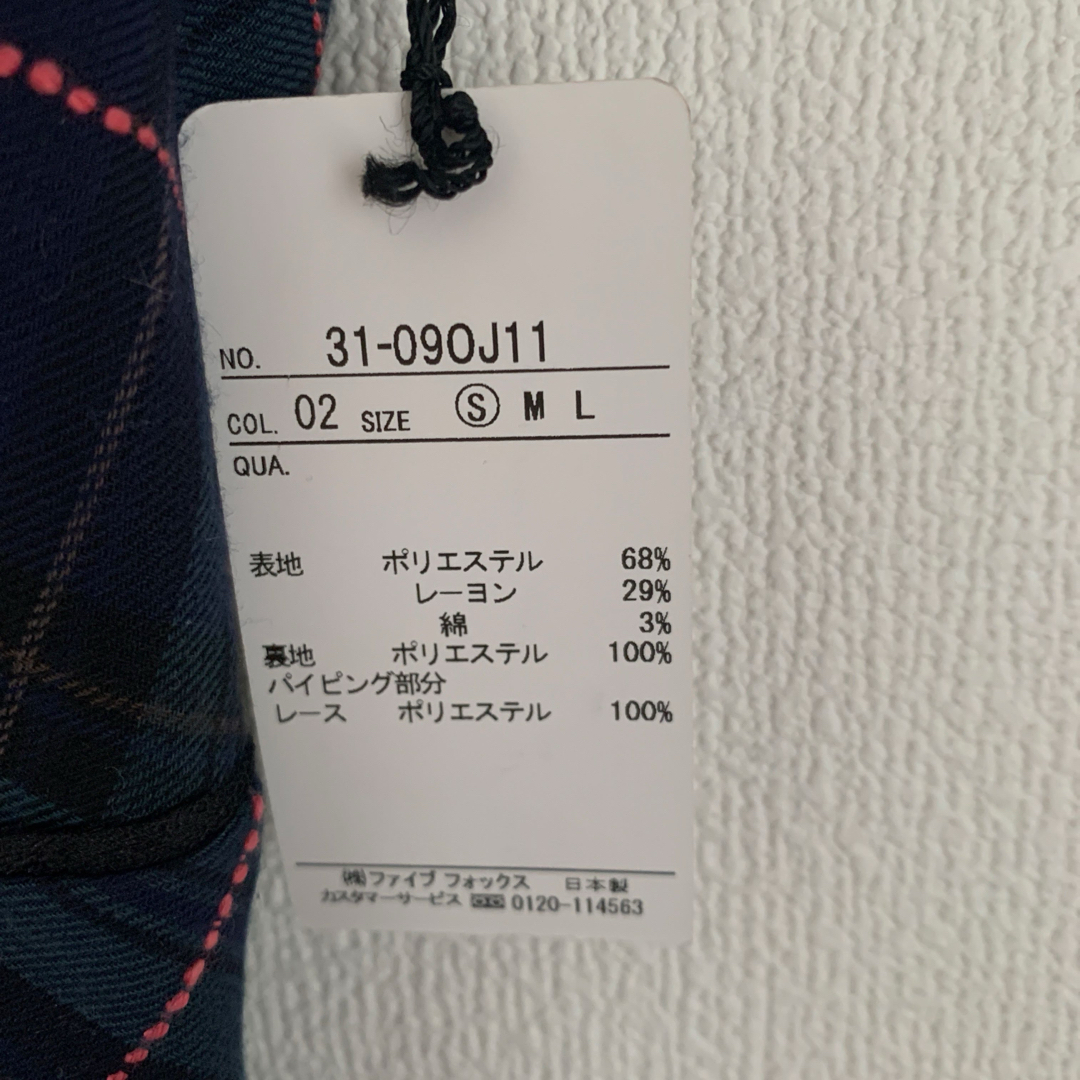 NO. 31-09OJ11
COL. 02 SIZE Ⓢ M L
QUA.
表地 ポリエステル 68%
レーヨン 29%
綿 3%
裏地 ポリエステル 100%
パイピング部分
レース ポリエステル 100%
㈱ファイブ フォックス 日本製
カスタマーサービス 0120-114563